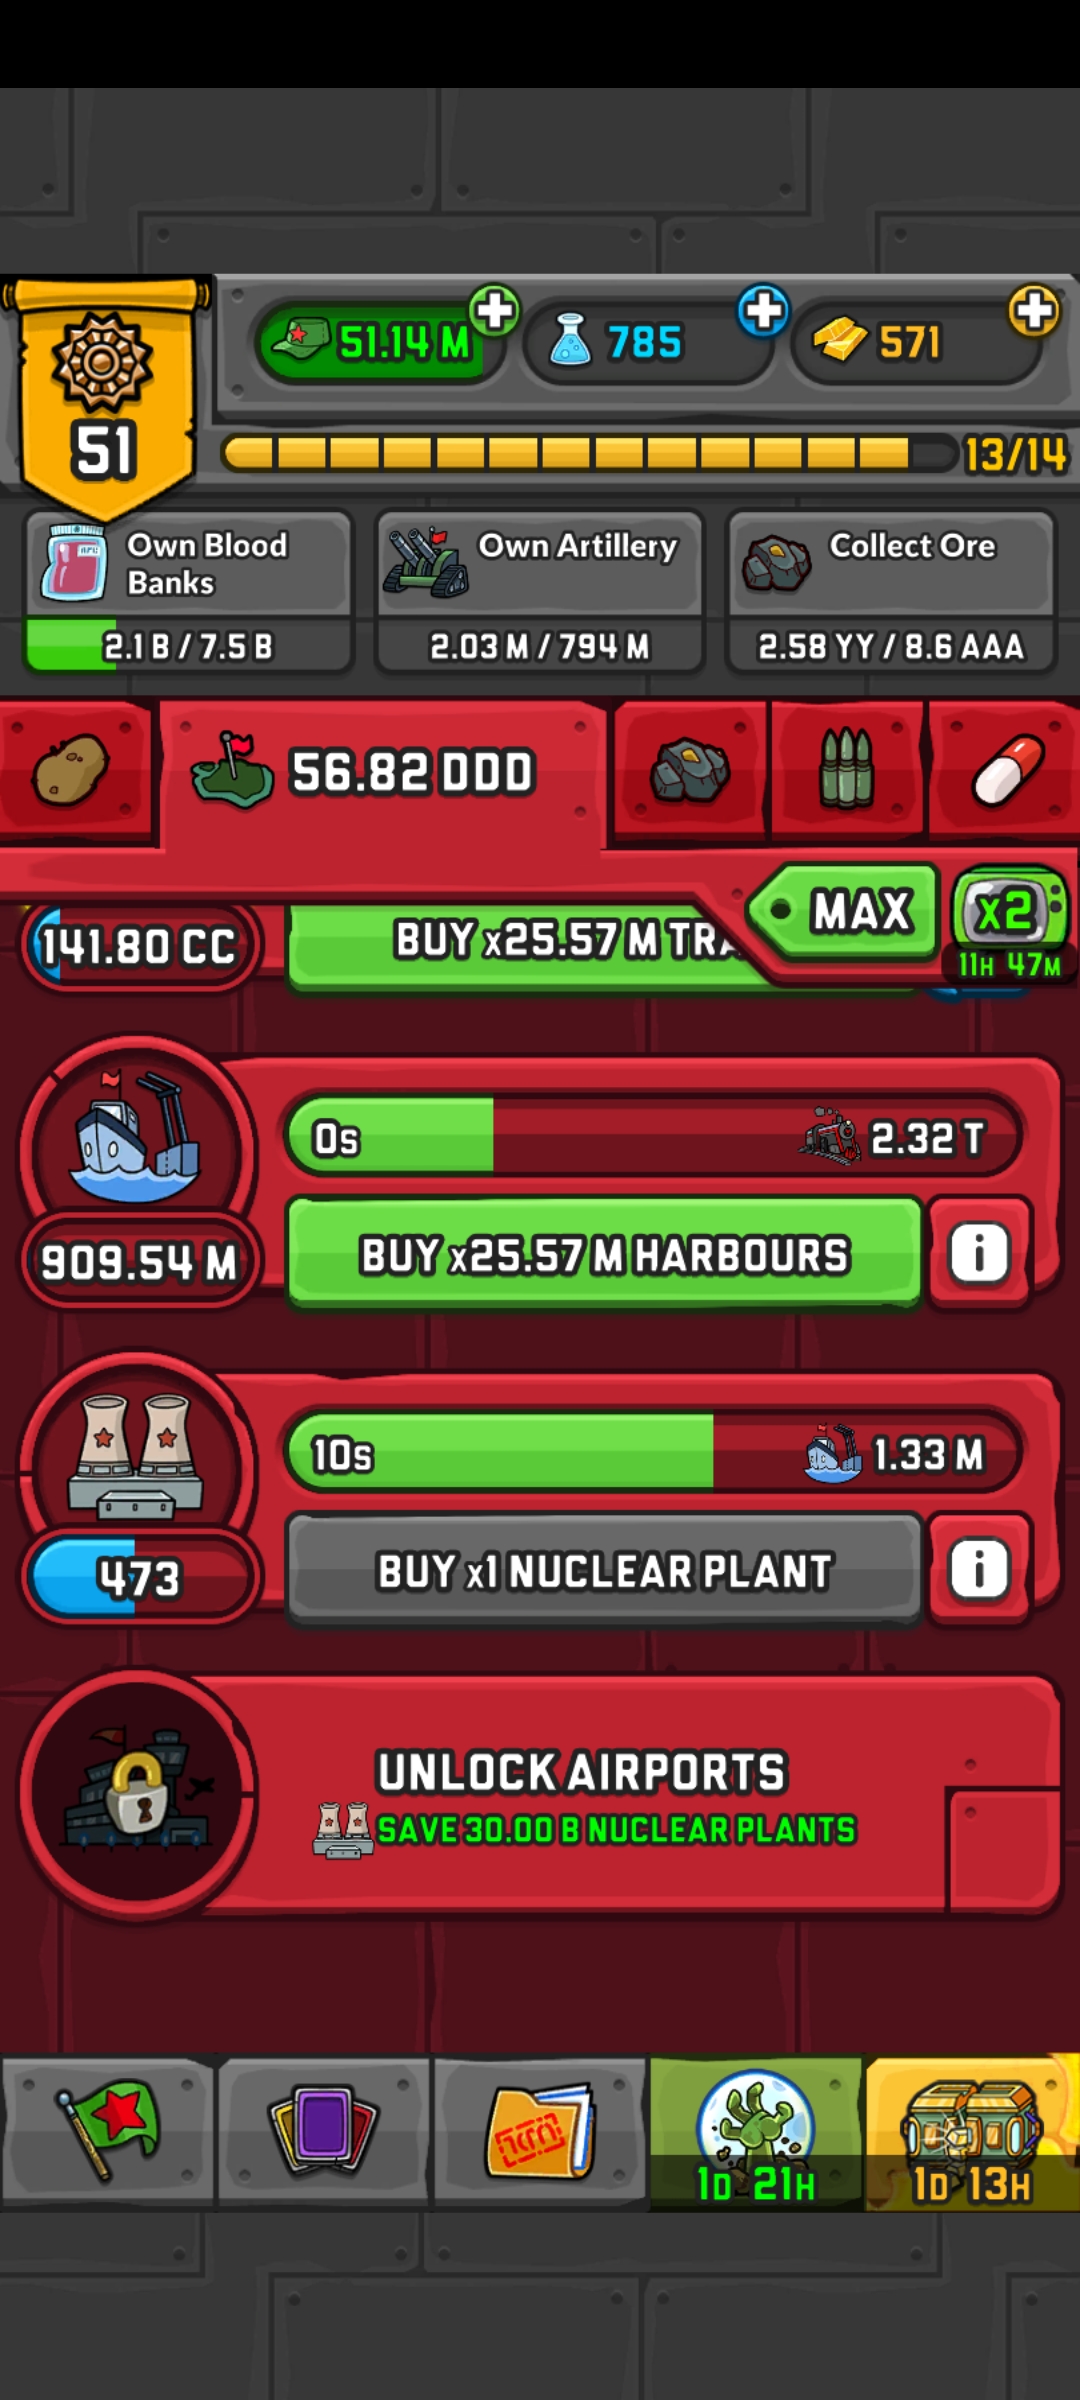 51.14 M
785
571
51
13/14
Own Blood
Banks
Own Artillery
Collect Ore
2.1 B / 7.5 B
2.03 M / 794 M
2.58 YY / 8.6 AAA
56.82 DDD
MAX
x2
11H 47M
141.80 CC
BUY x25.57 M TRA
0s
2.32 T
909.54 M
BUY x25.57 M HARBOURS
i
10s
1.33 M
473
BUY x1 NUCLEAR PLANT
i
UNLOCK AIRPORTS
SAVE 30.00 B NUCLEAR PLANTS
1D 21H
1D 13H